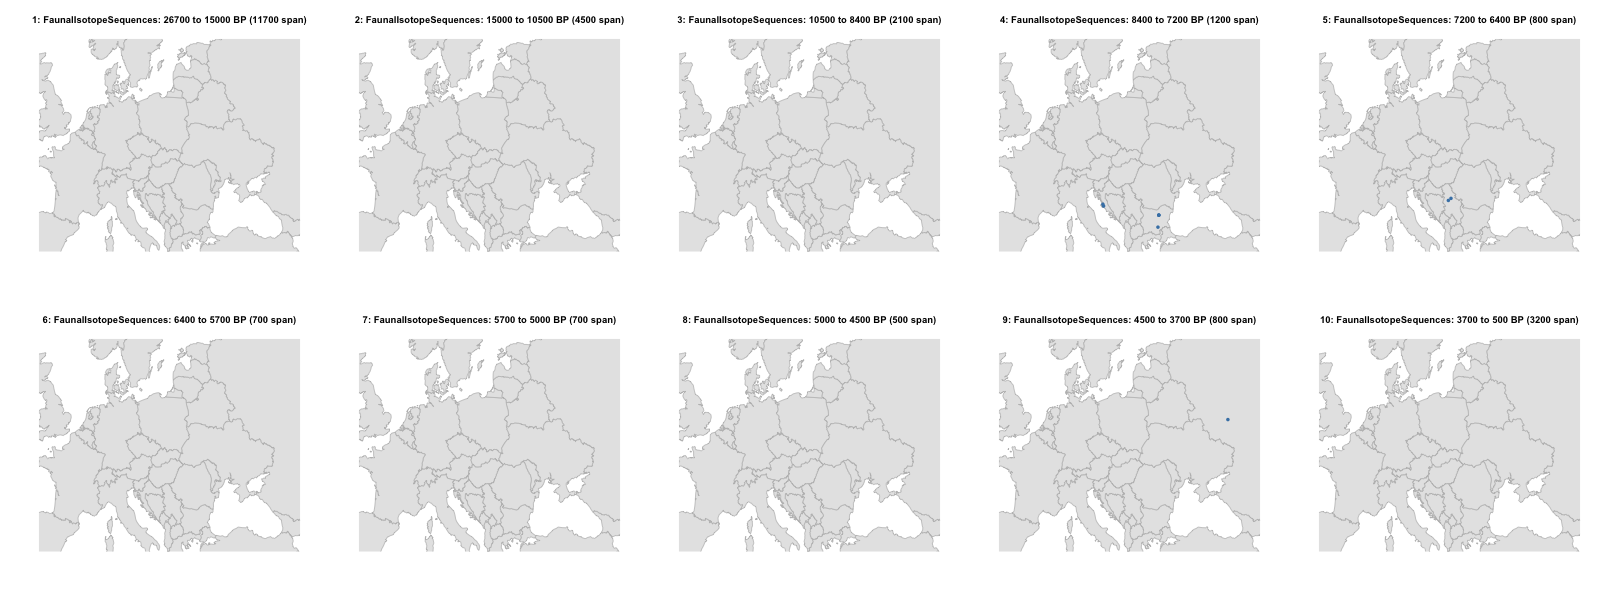 1: FaunalIsotopeSequences: 26700 to 15000 BP (11700 span)
2: FaunalIsotopeSequences: 15000 to 10500 BP (4500 span)
3: FaunalIsotopeSequences: 10500 to 8400 BP (2100 span)
4: FaunalIsotopeSequences: 8400 to 7200 BP (1200 span)
5: FaunalIsotopeSequences: 7200 to 6400 BP (800 span)
6: FaunalIsotopeSequences: 6400 to 5700 BP (700 span)
7: FaunalIsotopeSequences: 5700 to 5000 BP (700 span)
8: FaunalIsotopeSequences: 5000 to 4500 BP (500 span)
9: FaunalIsotopeSequences: 4500 to 3700 BP (800 span)
10: FaunalIsotopeSequences: 3700 to 500 BP (3200 span)